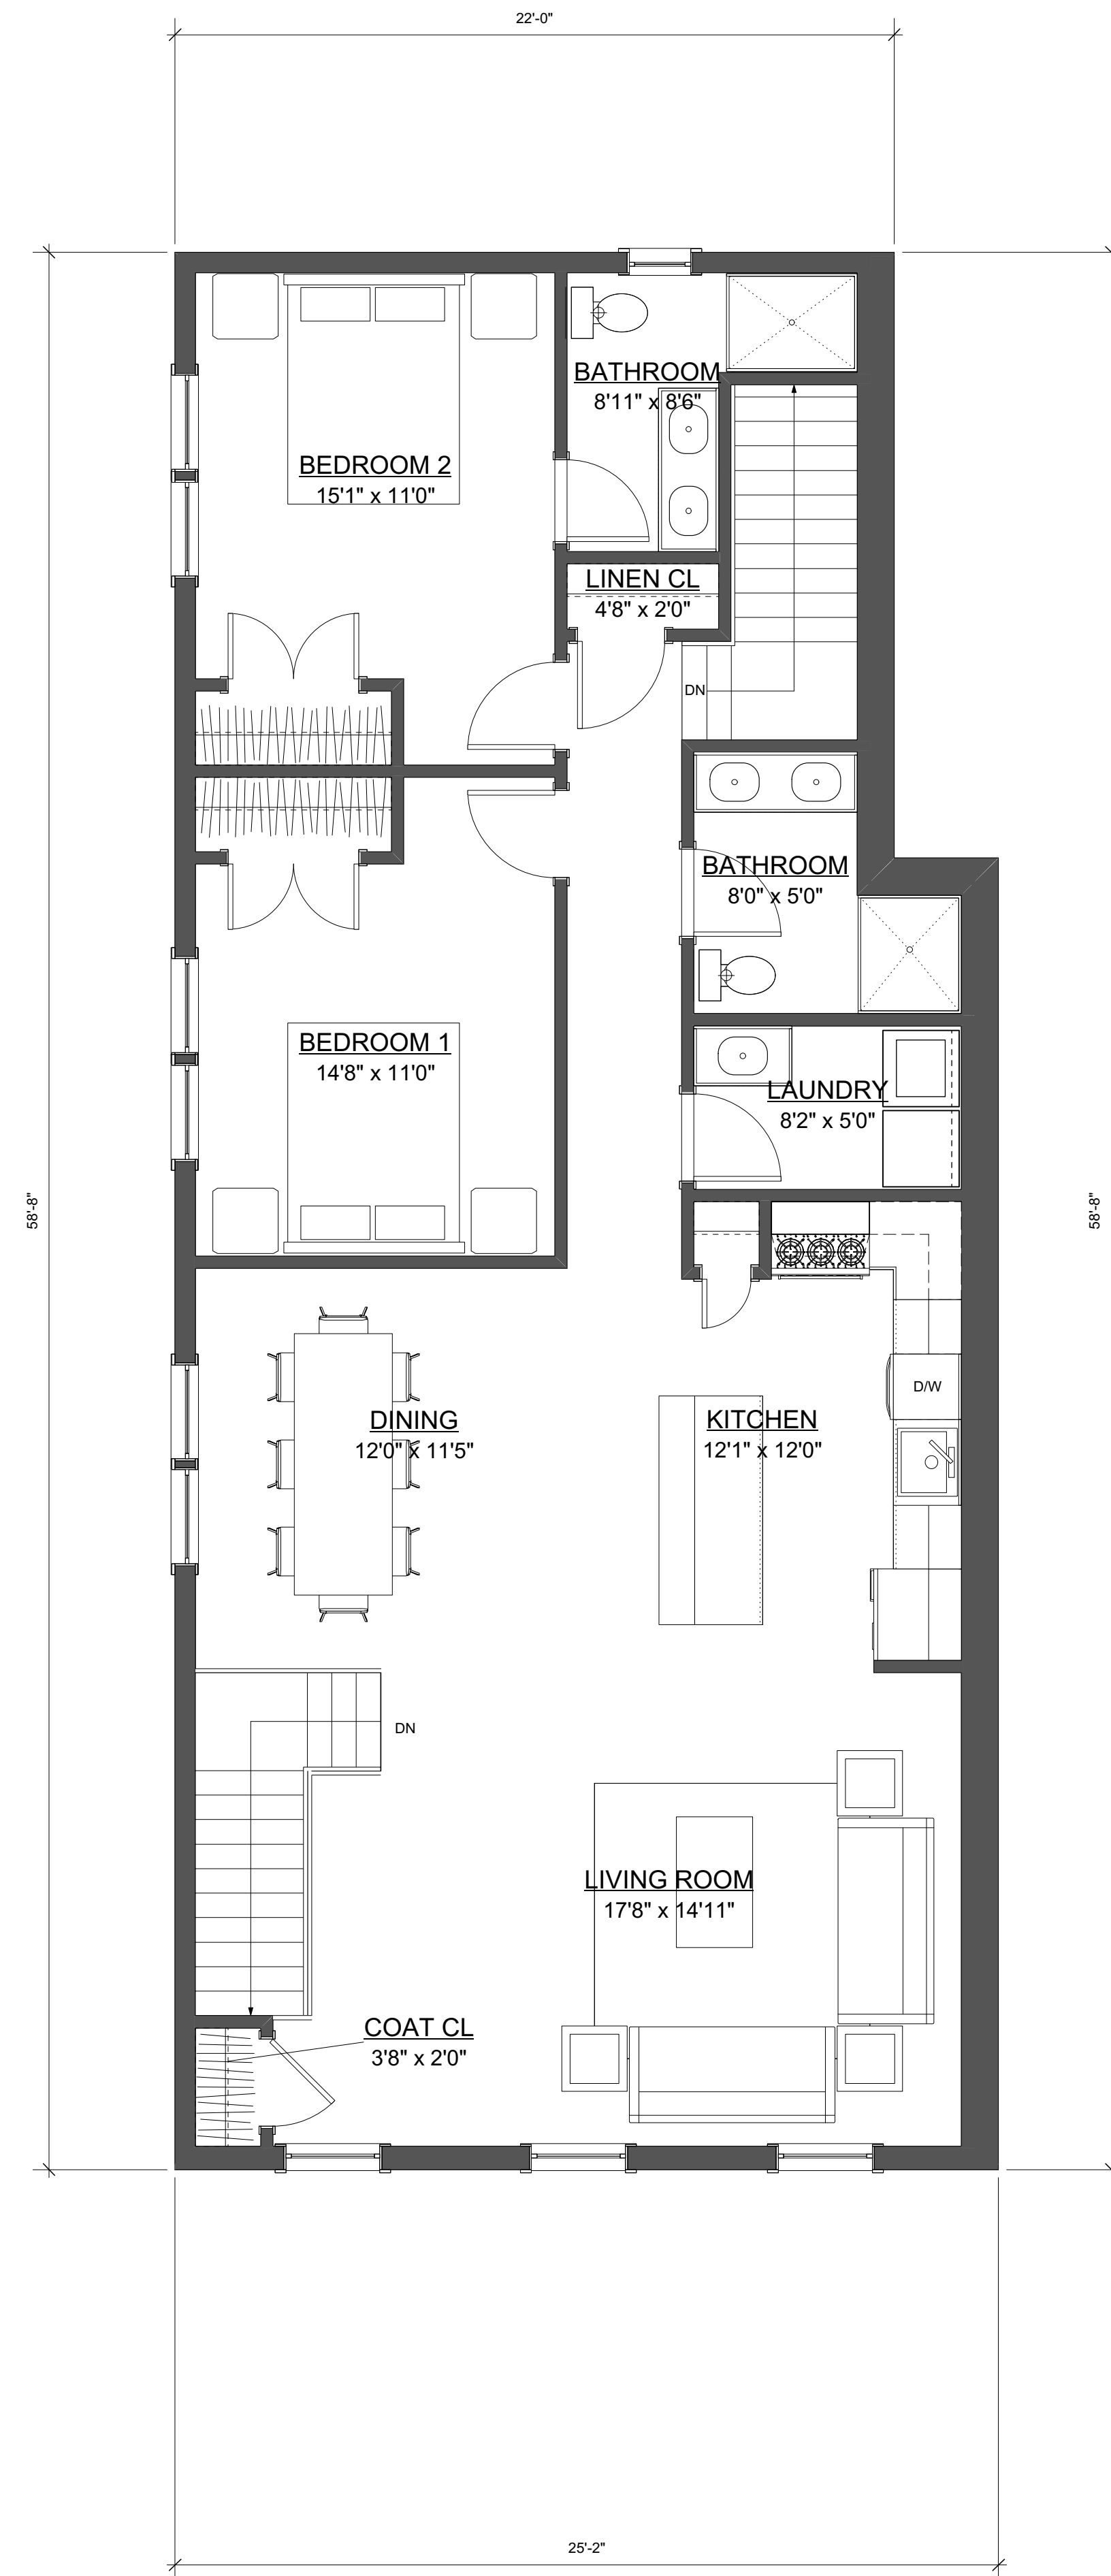 22'-0"
BATHROOM
8'11" x 8'6"
BEDROOM 2
15'1" x 11'0"
LINEN CL
4'8" x 2'0"
DN
BATHROOM
8'0" x 5'0"
BEDROOM 1
14'8" x 11'0"
LAUNDRY
8'2" x 5'0"
58'-8"
58'-8"
D/W
DINING
12'0" x 11'5"
KITCHEN
12'1" x 12'0"
DN
LIVING ROOM
17'8" x 14'11"
COAT CL
3'8" x 2'0"
25'-2"